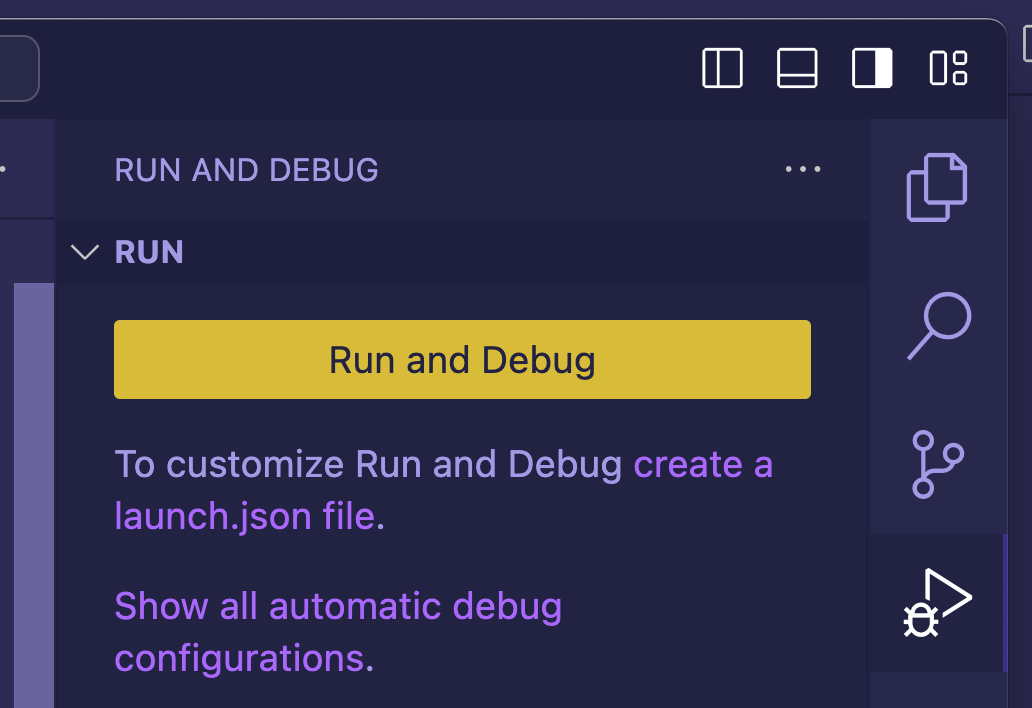 RUN AND DEBUG
RUN
Run and Debug
To customize Run and Debug create a
launch.json file.
Show all automatic debug
configurations.